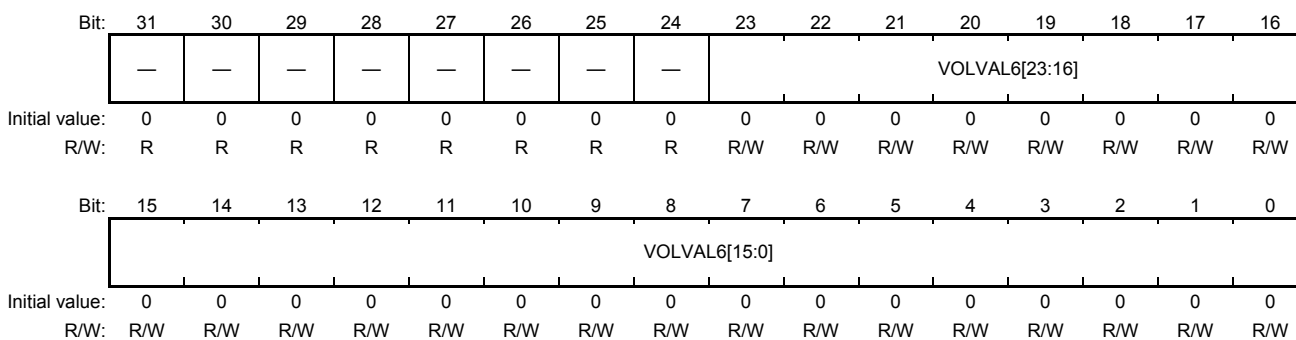 Bit: 31 30 29 28 27 26 25 24 23 22 21 20 19 18 17 16
— — — — — — — — VOLVAL6[23:16]
Initial value: 0 0 0 0 0 0 0 0 0 0 0 0 0 0 0 0
R/W: R R R R R R R R R/W R/W R/W R/W R/W R/W R/W R/W
Bit: 15 14 13 12 11 10 9 8 7 6 5 4 3 2 1 0
VOLVAL6[15:0]
Initial value: 0 0 0 0 0 0 0 0 0 0 0 0 0 0 0 0
R/W: R/W R/W R/W R/W R/W R/W R/W R/W R/W R/W R/W R/W R/W R/W R/W R/W